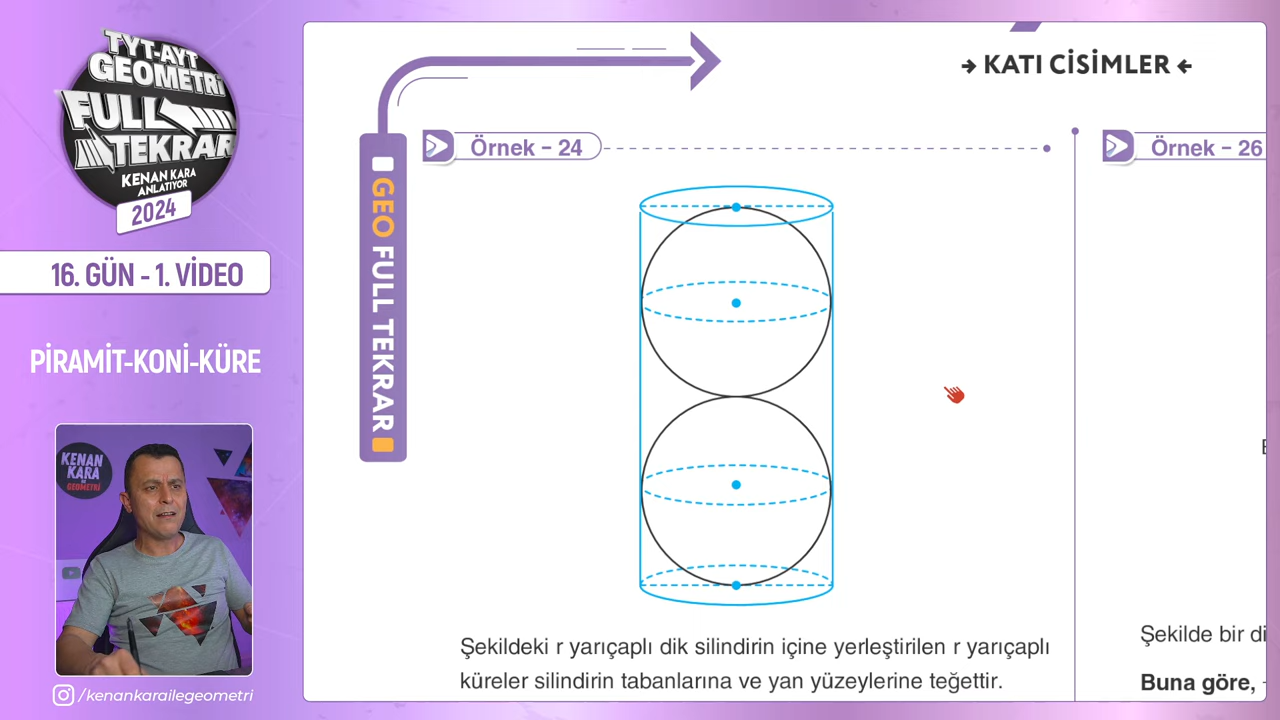 TYT-AYT
GEOMETRİ
FULL
TEKRAR
KENAN KARA
ANLATIYOR
2024
16. GÜN - 1. VİDEO
PİRAMİT-KONİ-KÜRE
KENAN
KARA
GEOMETRİ
/kenankarailegeometri
GEO FULL TEKRAR
→ KATI CİSİMLER ←
Örnek – 24
Şekildeki r yarıçaplı dik silindirin içine yerleştirilen r yarıçaplı
küreler silindirin tabanlarına ve yan yüzeylerine teğettir.
Örnek – 26
Şekilde bir di
Buna göre,